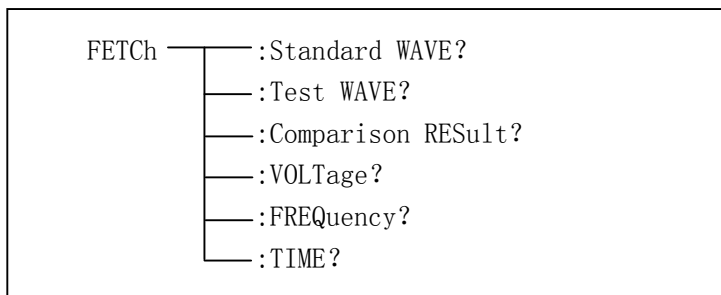 FETCh :Standard WAVE?
:Test WAVE?
:Comparison RESult?
:VOLTage?
:FREQuency?
:TIME?